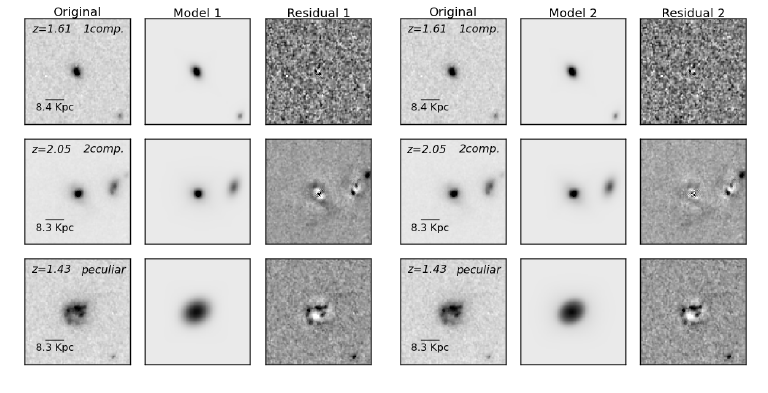 Original Model 1 Residual 1 Original Model 2 Residual 2
z=1.61 1comp. z=1.61 1comp.
8.4 Kpc 8.4 Kpc
z=2.05 2comp. z=2.05 2comp.
8.3 Kpc 8.3 Kpc
z=1.43 peculiar z=1.43 peculiar
8.3 Kpc 8.3 Kpc